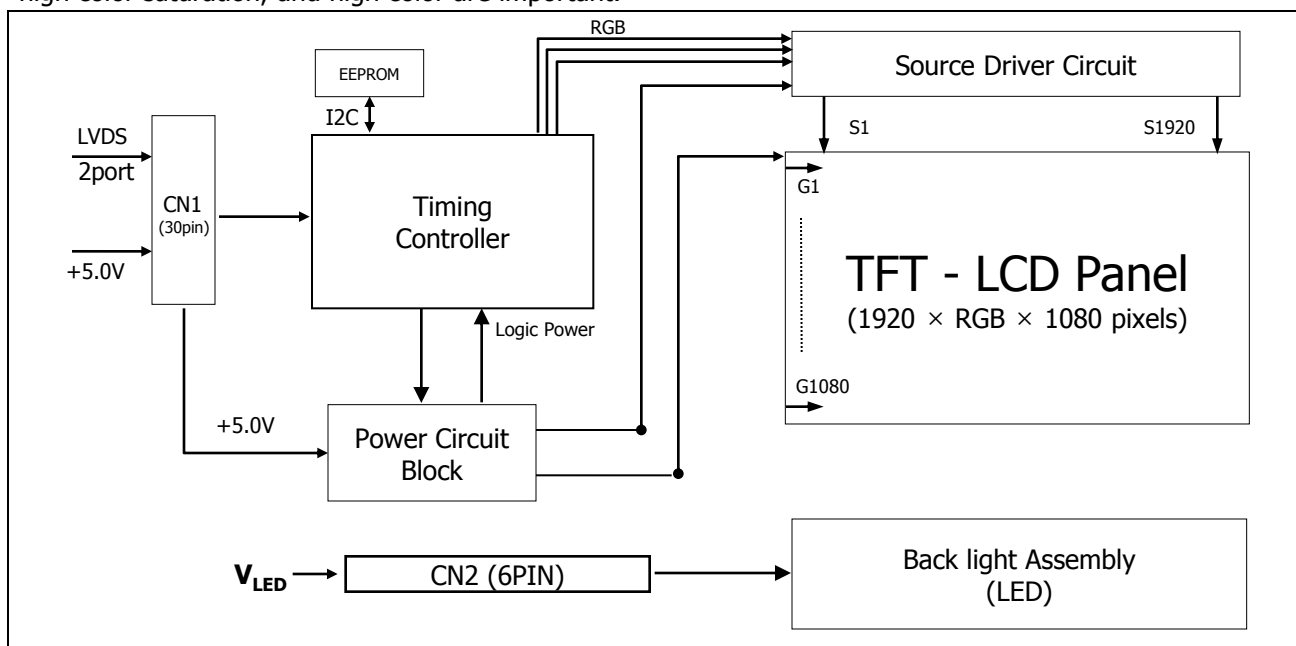 high color saturation, and high color are important.
RGB
EEPROM
I2C
Source Driver Circuit
S1
S1920
LVDS
2port
CN1
(30pin)
+5.0V
Timing
Controller
G1
TFT - LCD Panel
(1920 × RGB × 1080 pixels)
Logic Power
G1080
+5.0V
Power Circuit
Block
V_LED
CN2 (6PIN)
Back light Assembly
(LED)